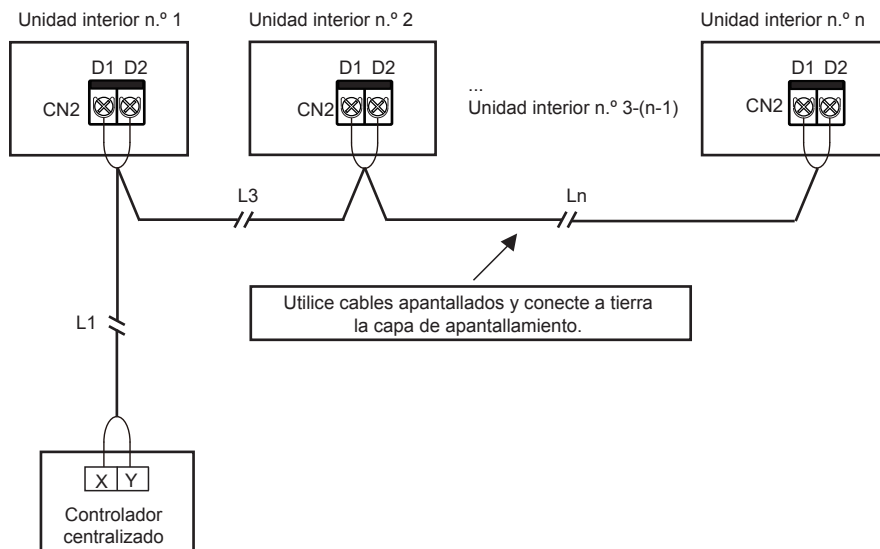 Unidad interior n.º 1
Unidad interior n.º 2
Unidad interior n.º n
D1 D2
D1 D2
D1 D2
CN2
CN2
CN2
...
Unidad interior n.º 3-(n-1)
L3
Ln
Utilice cables apantallados y conecte a tierra
la capa de apantallamiento.
L1
X Y
Controlador
centralizado